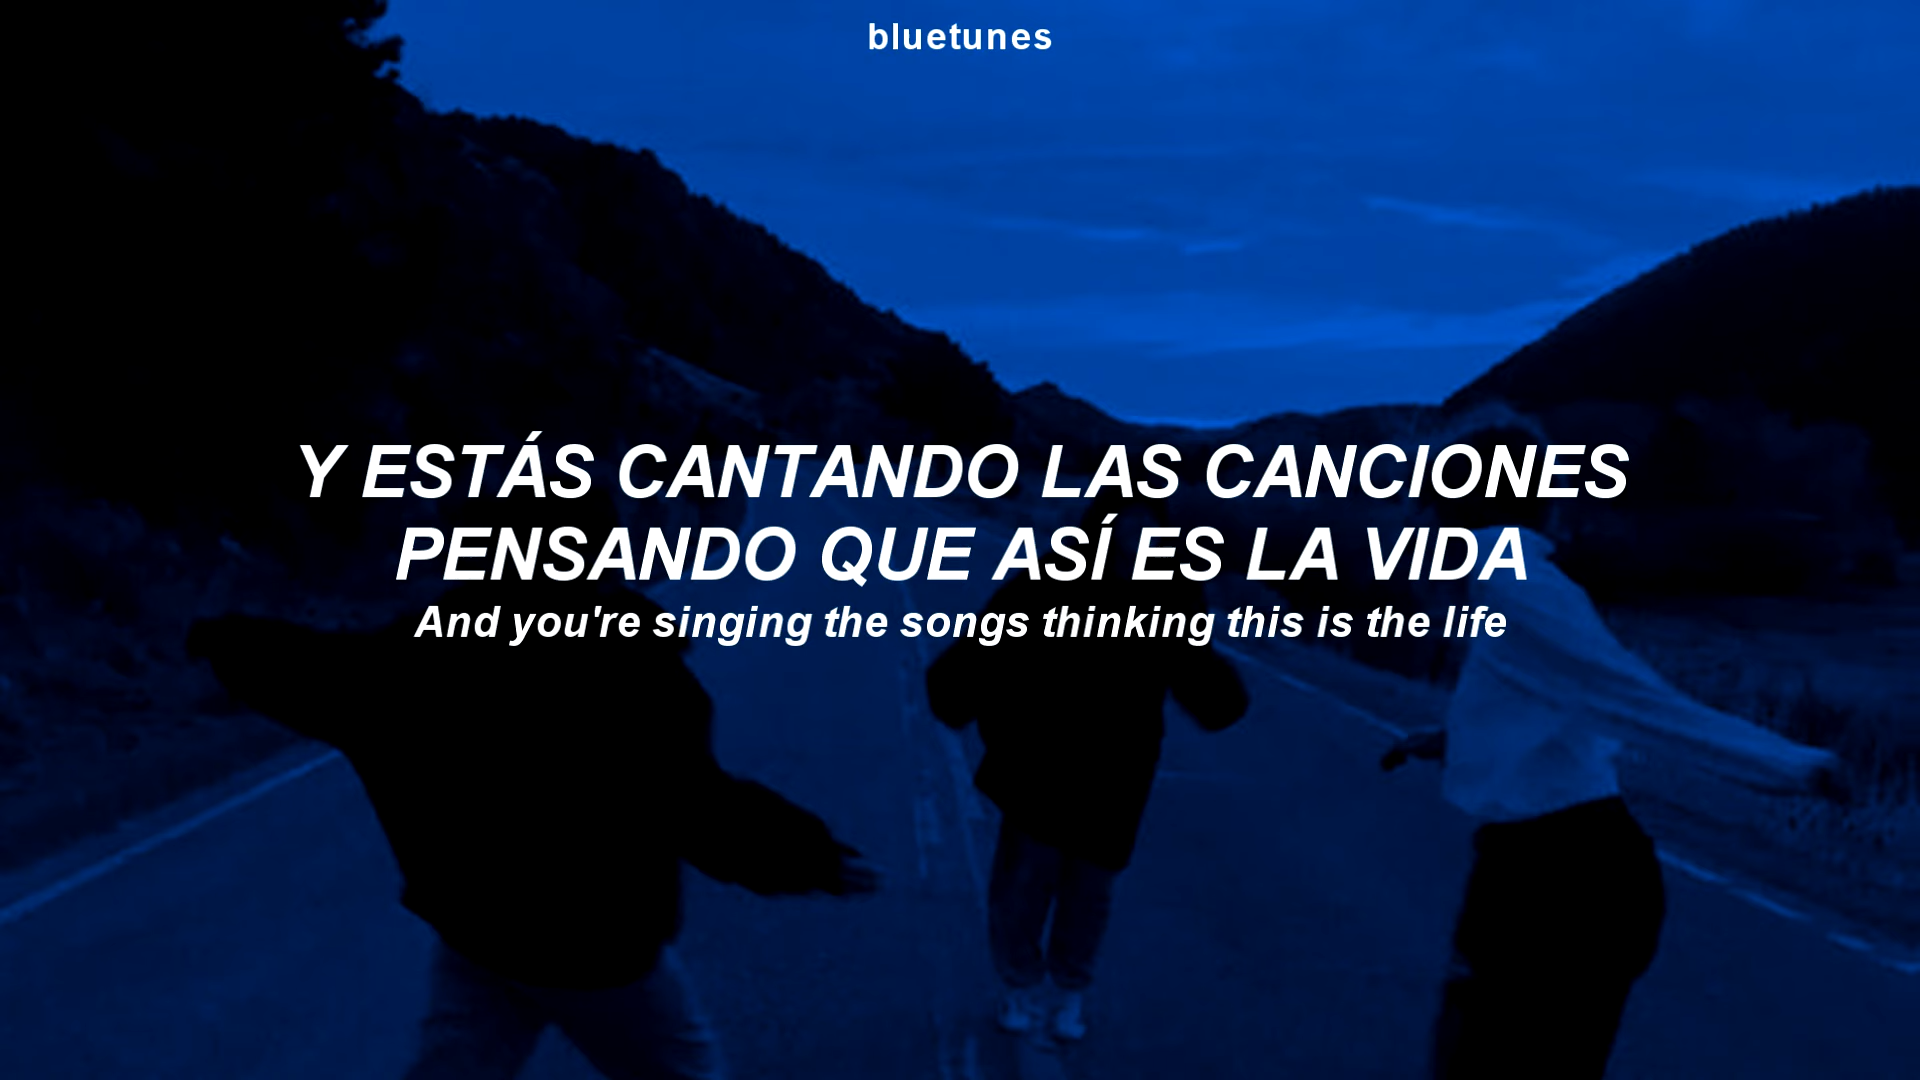 bluetunes
Y ESTÁS CANTANDO LAS CANCIONES
PENSANDO QUE ASÍ ES LA VIDA
And you're singing the songs thinking this is the life